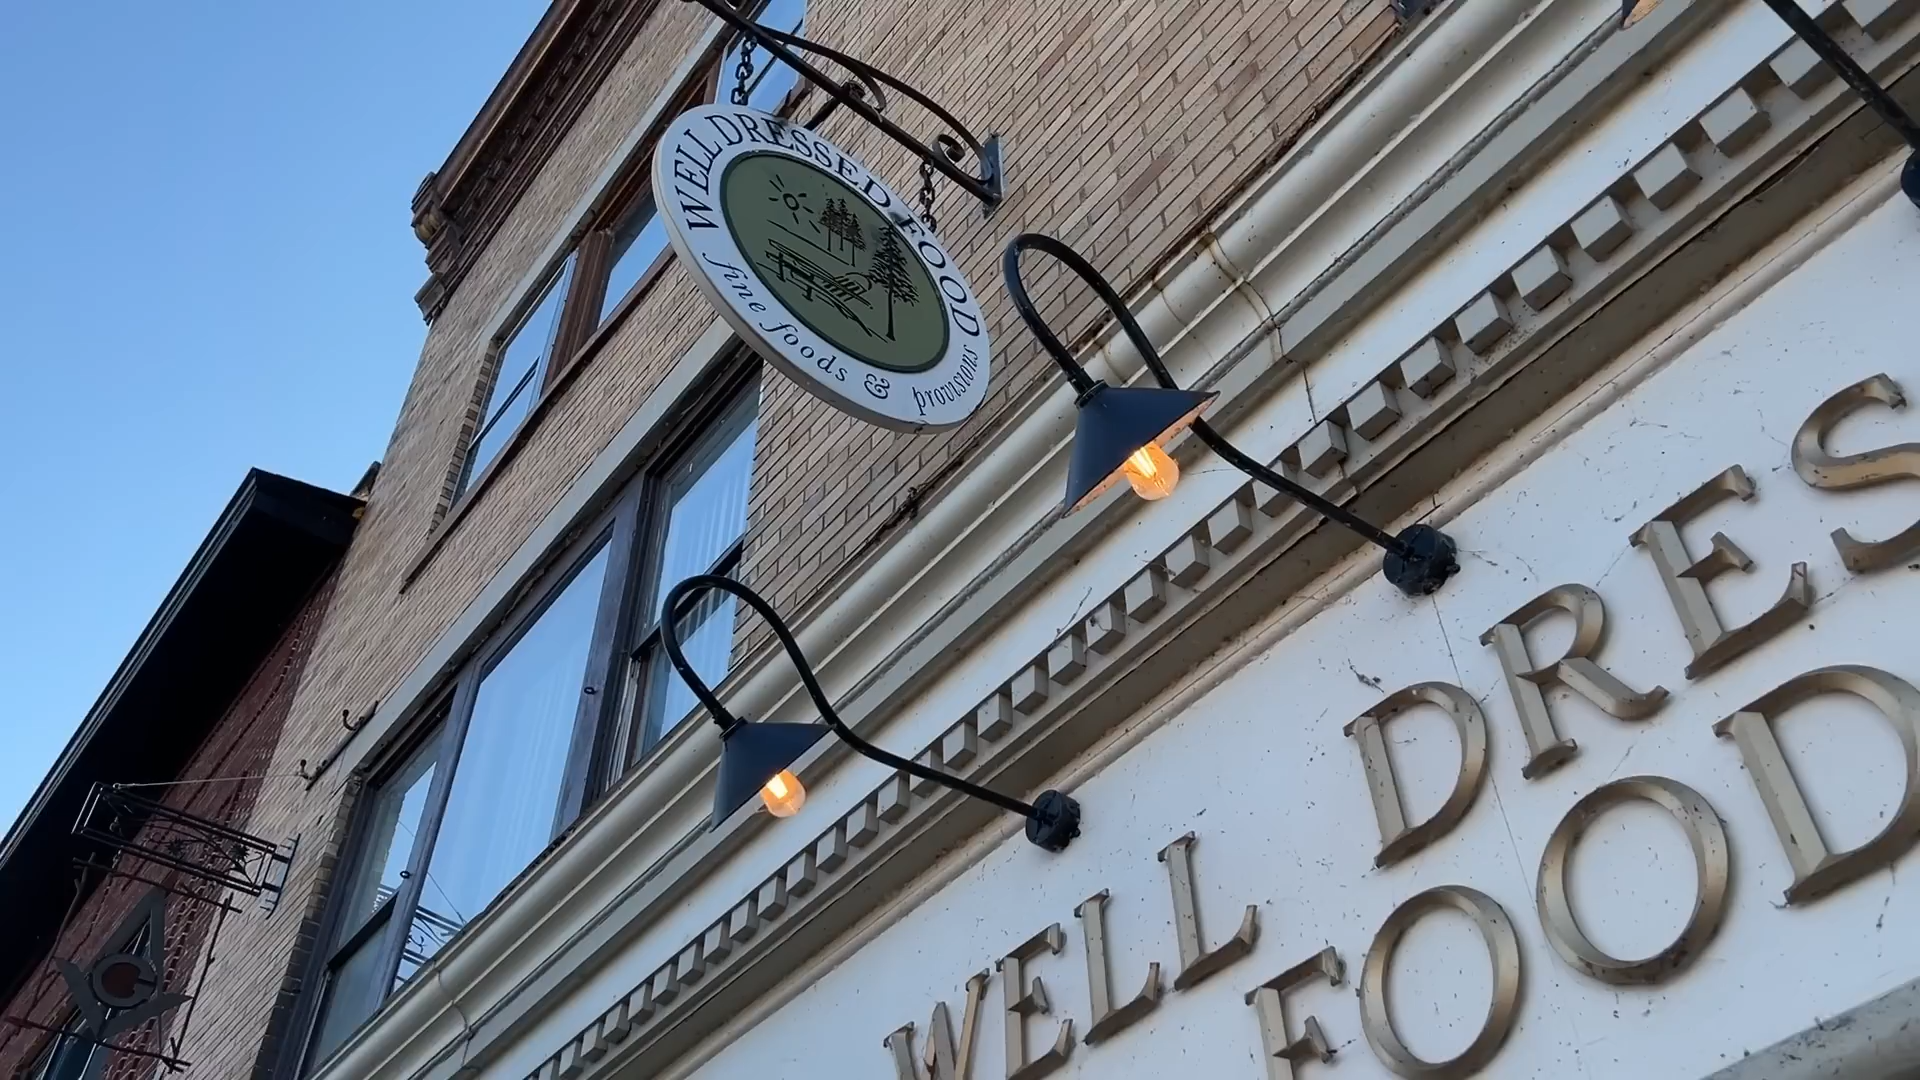 WELL DRESSED FOOD
fine foods & provisions
WELL DRES
FOOD
G